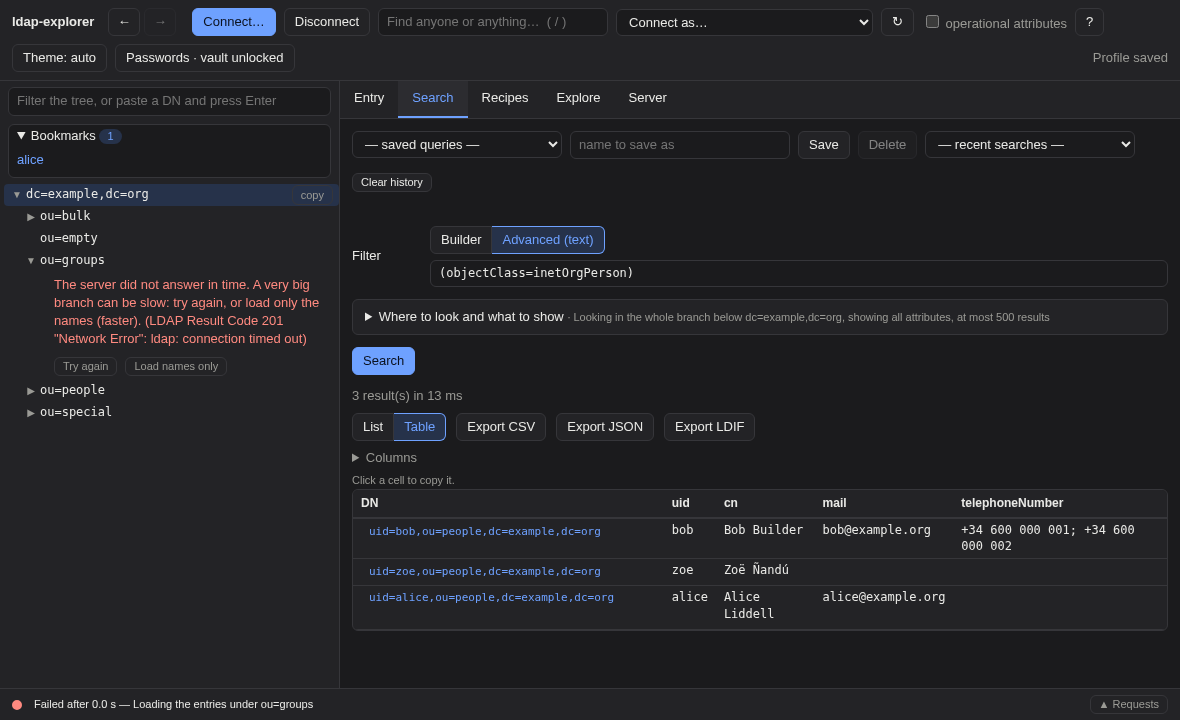 ldap-explorer ← → Connect… Disconnect Find anyone or anything… ( / ) Connect as… ↻ operational attributes ?
Theme: auto Passwords · vault unlocked Profile saved
Filter the tree, or paste a DN and press Enter
▼ Bookmarks 1
alice
▼ dc=example,dc=org copy
▶ ou=bulk
ou=empty
▼ ou=groups
The server did not answer in time. A very big
branch can be slow: try again, or load only the
names (faster). (LDAP Result Code 201
"Network Error": ldap: connection timed out)
Try again Load names only
▶ ou=people
▶ ou=special
Entry Search Recipes Explore Server
— saved queries — name to save as Save Delete — recent searches —
Clear history
Filter
Builder Advanced (text)
(objectClass=inetOrgPerson)
▶ Where to look and what to show · Looking in the whole branch below dc=example,dc=org, showing all attributes, at most 500 results
Search
3 result(s) in 13 ms
List Table Export CSV Export JSON Export LDIF
▶ Columns
Click a cell to copy it.
DN uid cn mail telephoneNumber
uid=bob,ou=people,dc=example,dc=org bob Bob Builder bob@example.org +34 600 000 001; +34 600
000 002
uid=zoe,ou=people,dc=example,dc=org zoe Zoë Ñandú
uid=alice,ou=people,dc=example,dc=org alice Alice alice@example.org
Liddell
Failed after 0.0 s — Loading the entries under ou=groups ▲ Requests